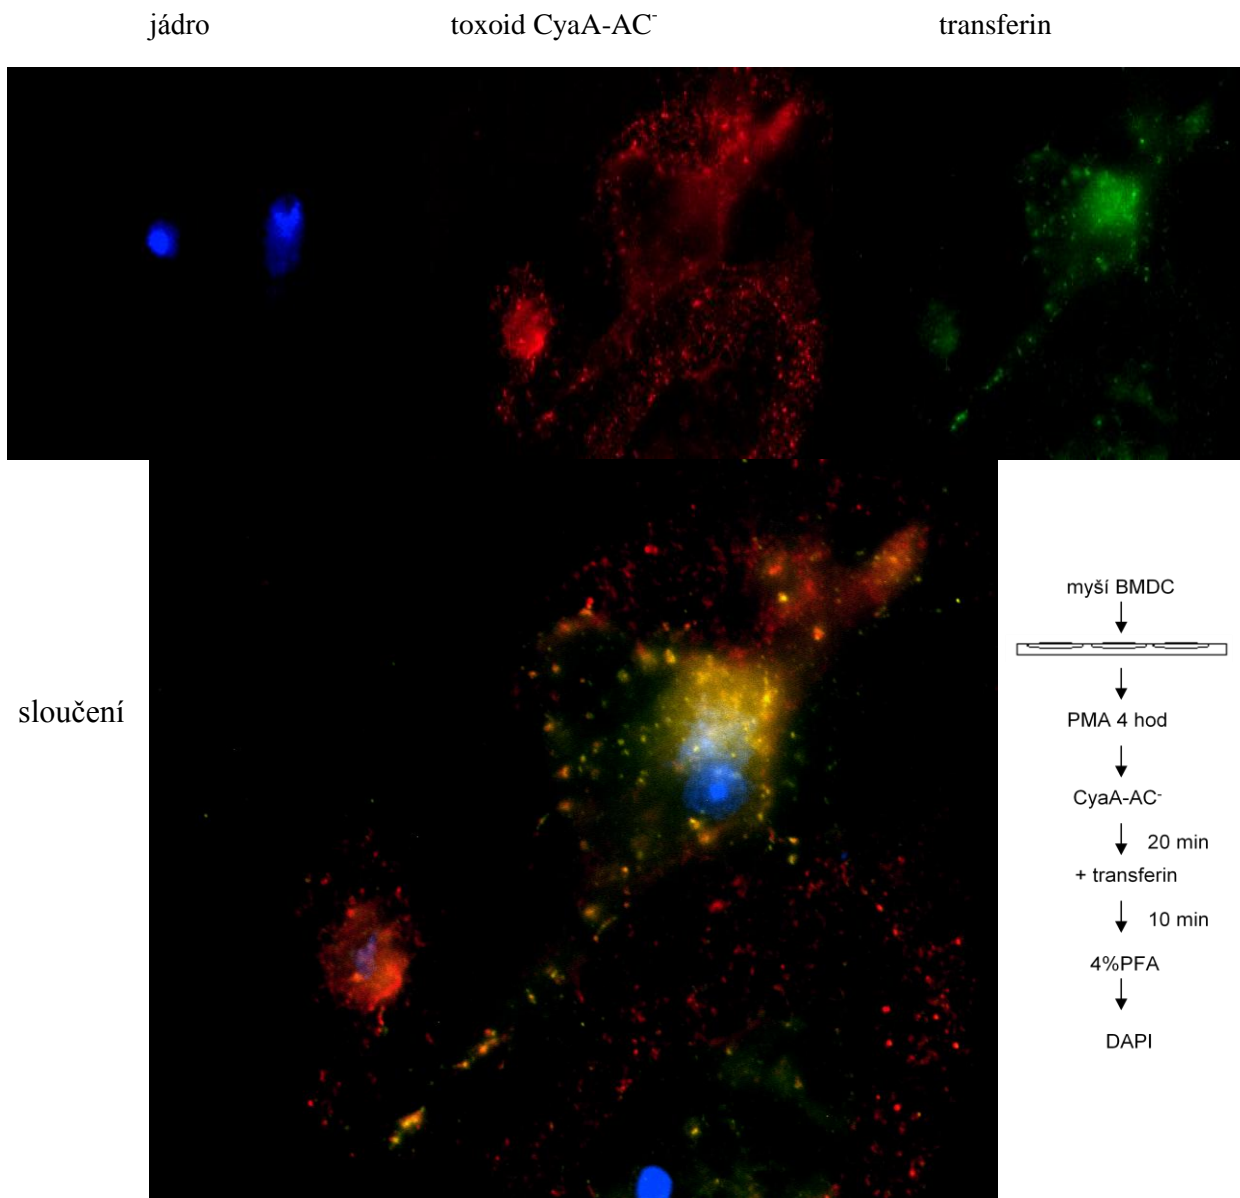 jádro toxoid CyaA-AC⁻ transferin
sloučení
myší BMDC
PMA 4 hod
CyaA-AC⁻
20 min
+ transferin
10 min
4%PFA
DAPI